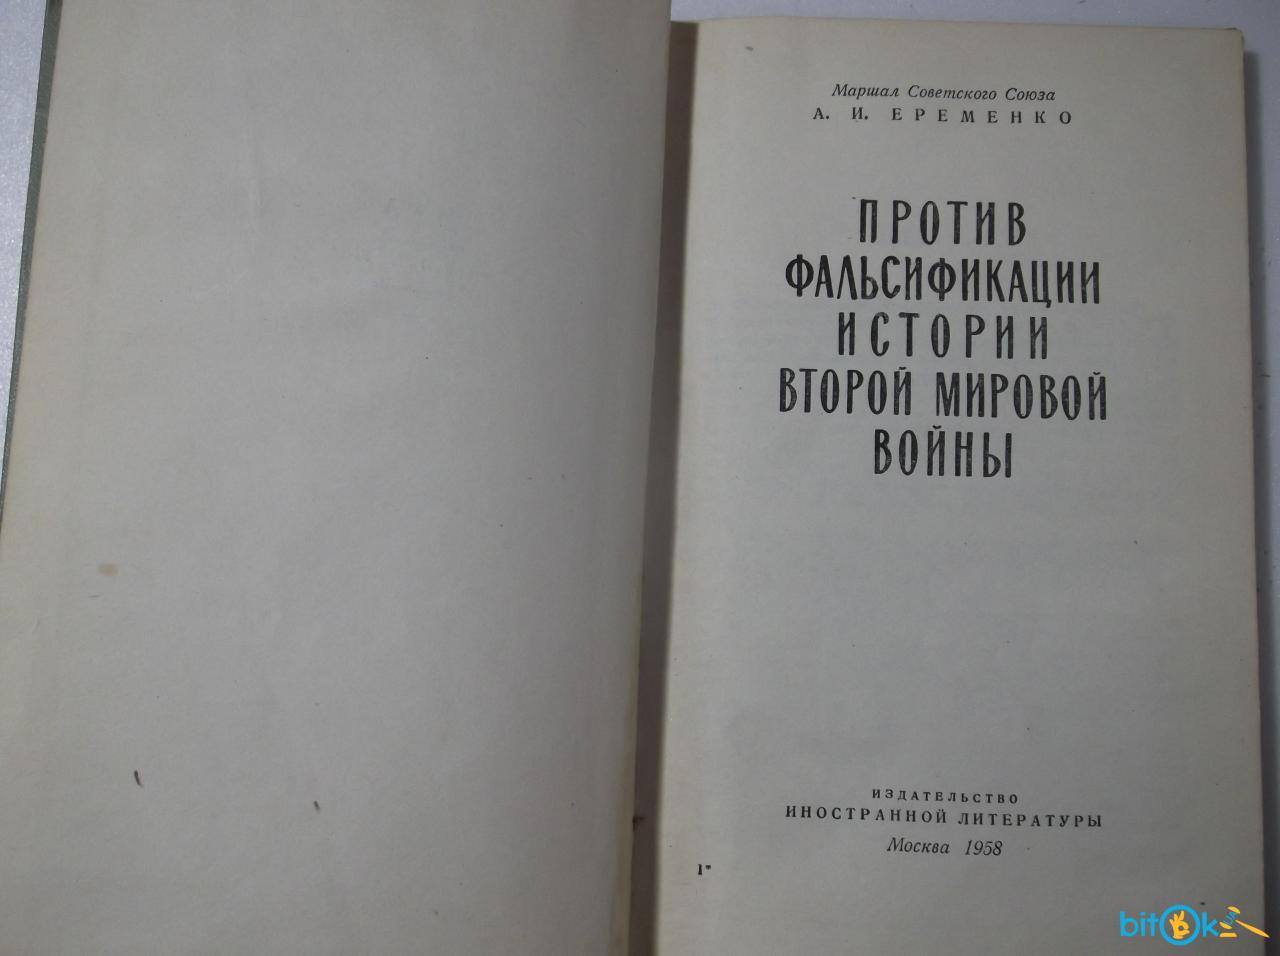 Маршал Советского Союза
А. И. ЕРЕМЕНКО
ПРОТИВ
ФАЛЬСИФИКАЦИИ
ИСТОРИИ
ВТОРОЙ МИРОВОЙ
ВОЙНЫ
ИЗДАТЕЛЬСТВО
ИНОСТРАННОЙ ЛИТЕРАТУРЫ
Москва 1958
1*
bitok